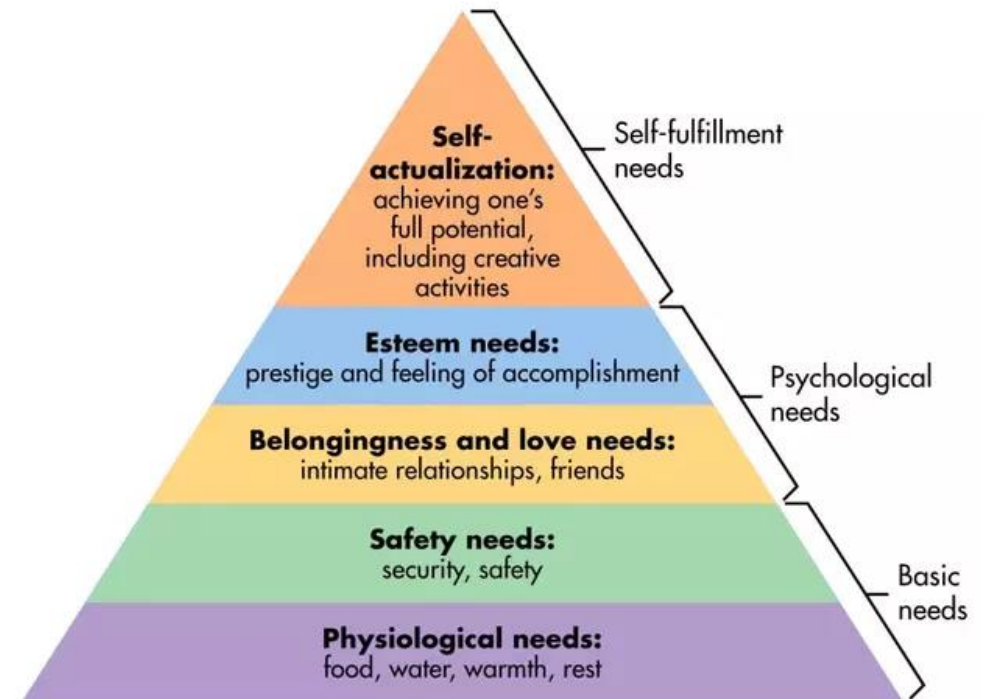 Self-
actualization:
achieving one's
full potential,
including creative
activities
Self-fulfillment
needs
Esteem needs:
prestige and feeling of accomplishment
Psychological
needs
Belongingness and love needs:
intimate relationships, friends
Safety needs:
security, safety
Basic
needs
Physiological needs:
food, water, warmth, rest